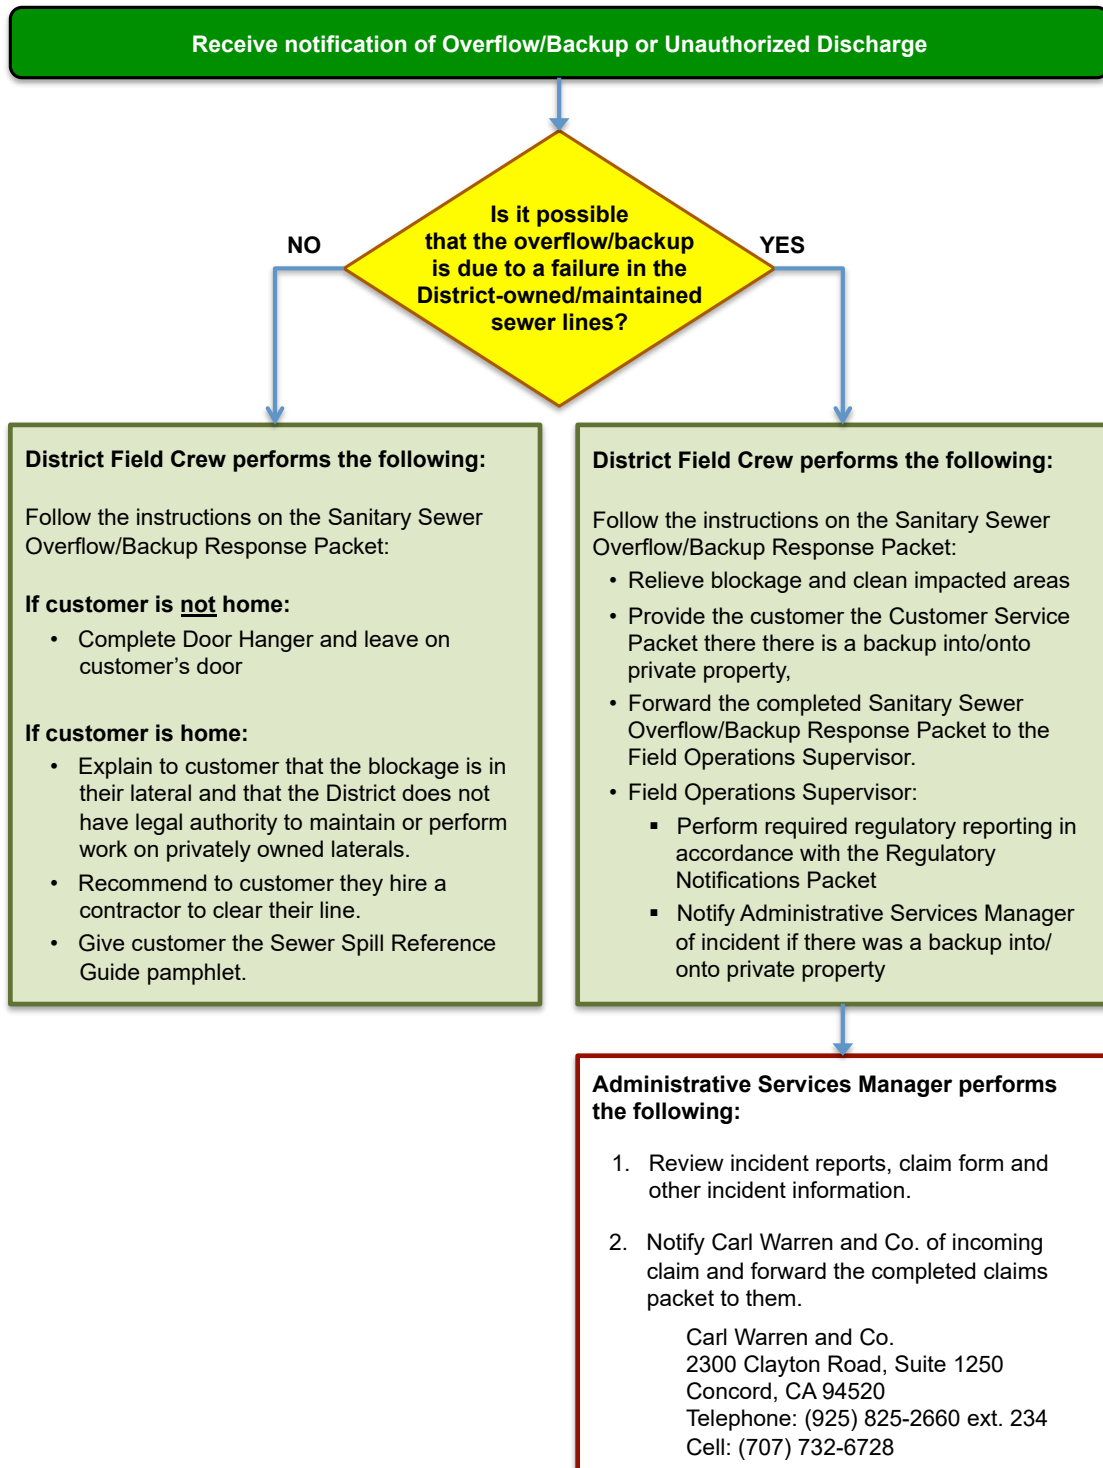 Receive notification of Overflow/Backup or Unauthorized Discharge
Is it possible
that the overflow/backup
is due to a failure in the
District-owned/maintained
sewer lines?
NO
YES
District Field Crew performs the following:
Follow the instructions on the Sanitary Sewer
Overflow/Backup Response Packet:
If customer is not home:
• Complete Door Hanger and leave on
customer’s door
If customer is home:
• Explain to customer that the blockage is in
their lateral and that the District does not
have legal authority to maintain or perform
work on privately owned laterals.
• Recommend to customer they hire a
contractor to clear their line.
• Give customer the Sewer Spill Reference
Guide pamphlet.
District Field Crew performs the following:
Follow the instructions on the Sanitary Sewer
Overflow/Backup Response Packet:
• Relieve blockage and clean impacted areas
• Provide the customer the Customer Service
Packet there there is a backup into/onto
private property,
• Forward the completed Sanitary Sewer
Overflow/Backup Response Packet to the
Field Operations Supervisor.
• Field Operations Supervisor:
▪ Perform required regulatory reporting in
accordance with the Regulatory
Notifications Packet
▪ Notify Administrative Services Manager
of incident if there was a backup into/
onto private property
Administrative Services Manager performs
the following:
1. Review incident reports, claim form and
other incident information.
2. Notify Carl Warren and Co. of incoming
claim and forward the completed claims
packet to them.
Carl Warren and Co.
2300 Clayton Road, Suite 1250
Concord, CA 94520
Telephone: (925) 825-2660 ext. 234
Cell: (707) 732-6728